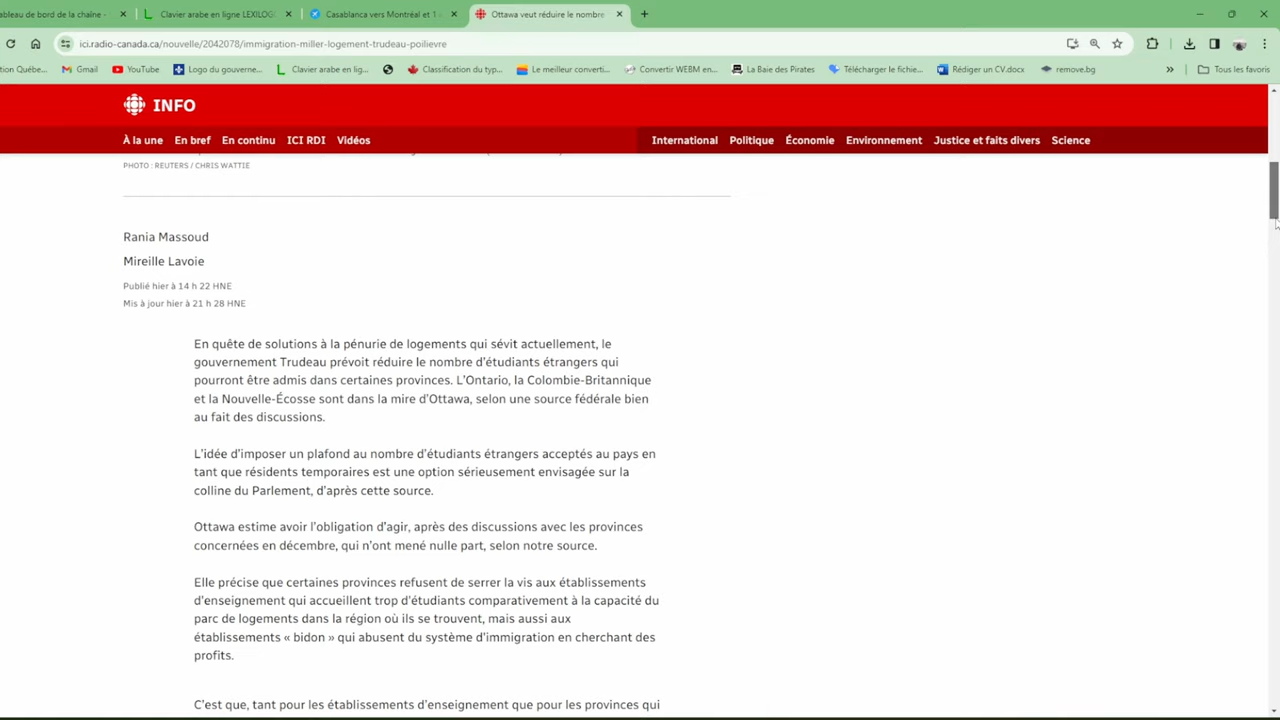 ableau de bord de la chaîne -
Clavier arabe en ligne LEXILOG
Casablanca vers Montréal et 1
Ottawa veut réduire le nombre
ici.radio-canada.ca/nouvelle/2042078/immigration-miller-logement-trudeau-poilievre
tion Québe...
Gmail
YouTube
Logo du gouverne...
Clavier arabe en lig...
Classification du typ...
Le meilleur converti...
Convertir WEBM en...
La Baie des Pirates
Télécharger le fichie...
Rédiger un CV.docx
remove.bg
Tous les favoris
INFO
À la une En bref En continu ICI RDI Vidéos International Politique Économie Environnement Justice et faits divers Science
PHOTO : REUTERS / CHRIS WATTIE
Rania Massoud
Mireille Lavoie
Publié hier à 14 h 22 HNE
Mis à jour hier à 21 h 28 HNE
En quête de solutions à la pénurie de logements qui sévit actuellement, le
gouvernement Trudeau prévoit réduire le nombre d'étudiants étrangers qui
pourront être admis dans certaines provinces. L'Ontario, la Colombie-Britannique
et la Nouvelle-Écosse sont dans la mire d'Ottawa, selon une source fédérale bien
au fait des discussions.
L'idée d'imposer un plafond au nombre d'étudiants étrangers acceptés au pays en
tant que résidents temporaires est une option sérieusement envisagée sur la
colline du Parlement, d'après cette source.
Ottawa estime avoir l'obligation d'agir, après des discussions avec les provinces
concernées en décembre, qui n'ont mené nulle part, selon notre source.
Elle précise que certaines provinces refusent de serrer la vis aux établissements
d'enseignement qui accueillent trop d'étudiants comparativement à la capacité du
parc de logements dans la région où ils se trouvent, mais aussi aux
établissements « bidon » qui abusent du système d'immigration en cherchant des
profits.
C'est que, tant pour les établissements d'enseignement que pour les provinces qui